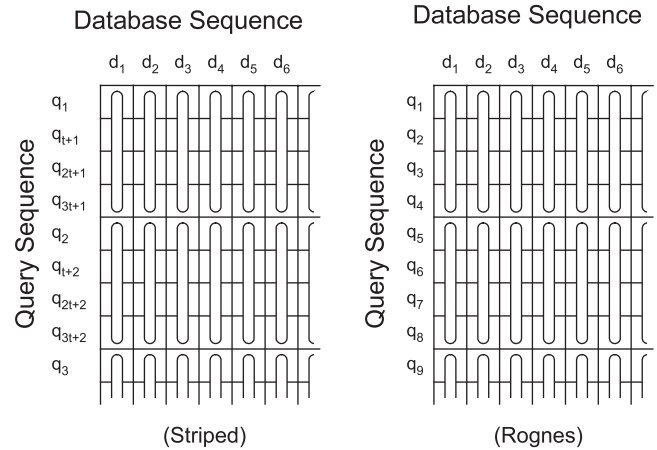 Database Sequence
d1 d2 d3 d4 d5 d6
Query Sequence
q1
qt+1
q2t+1
q3t+1
q2
qt+2
q2t+2
q3t+2
q3
(Striped)
Database Sequence
d1 d2 d3 d4 d5 d6
Query Sequence
q1
q2
q3
q4
q5
q6
q7
q8
q9
(Rognes)